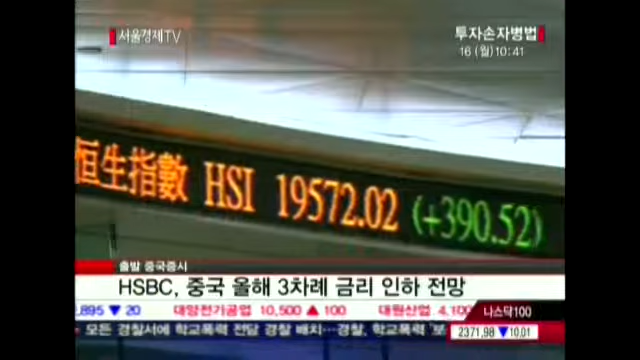 서울경제TV
투자손자병법
16 (월) 10:41
恒生指數 HSI 19572.02 (+390.52)
출발 중국증시
HSBC, 중국 올해 3차례 금리 인하 전망
,895 ▼ 20 대양전기공업 10,500 ▲ 100 대원산업 4,100
나스닥100
모든 경찰서에 학교폭력 전담 경찰 배치…경찰, 학교폭력 '보
2371.98 ▼ 10.01